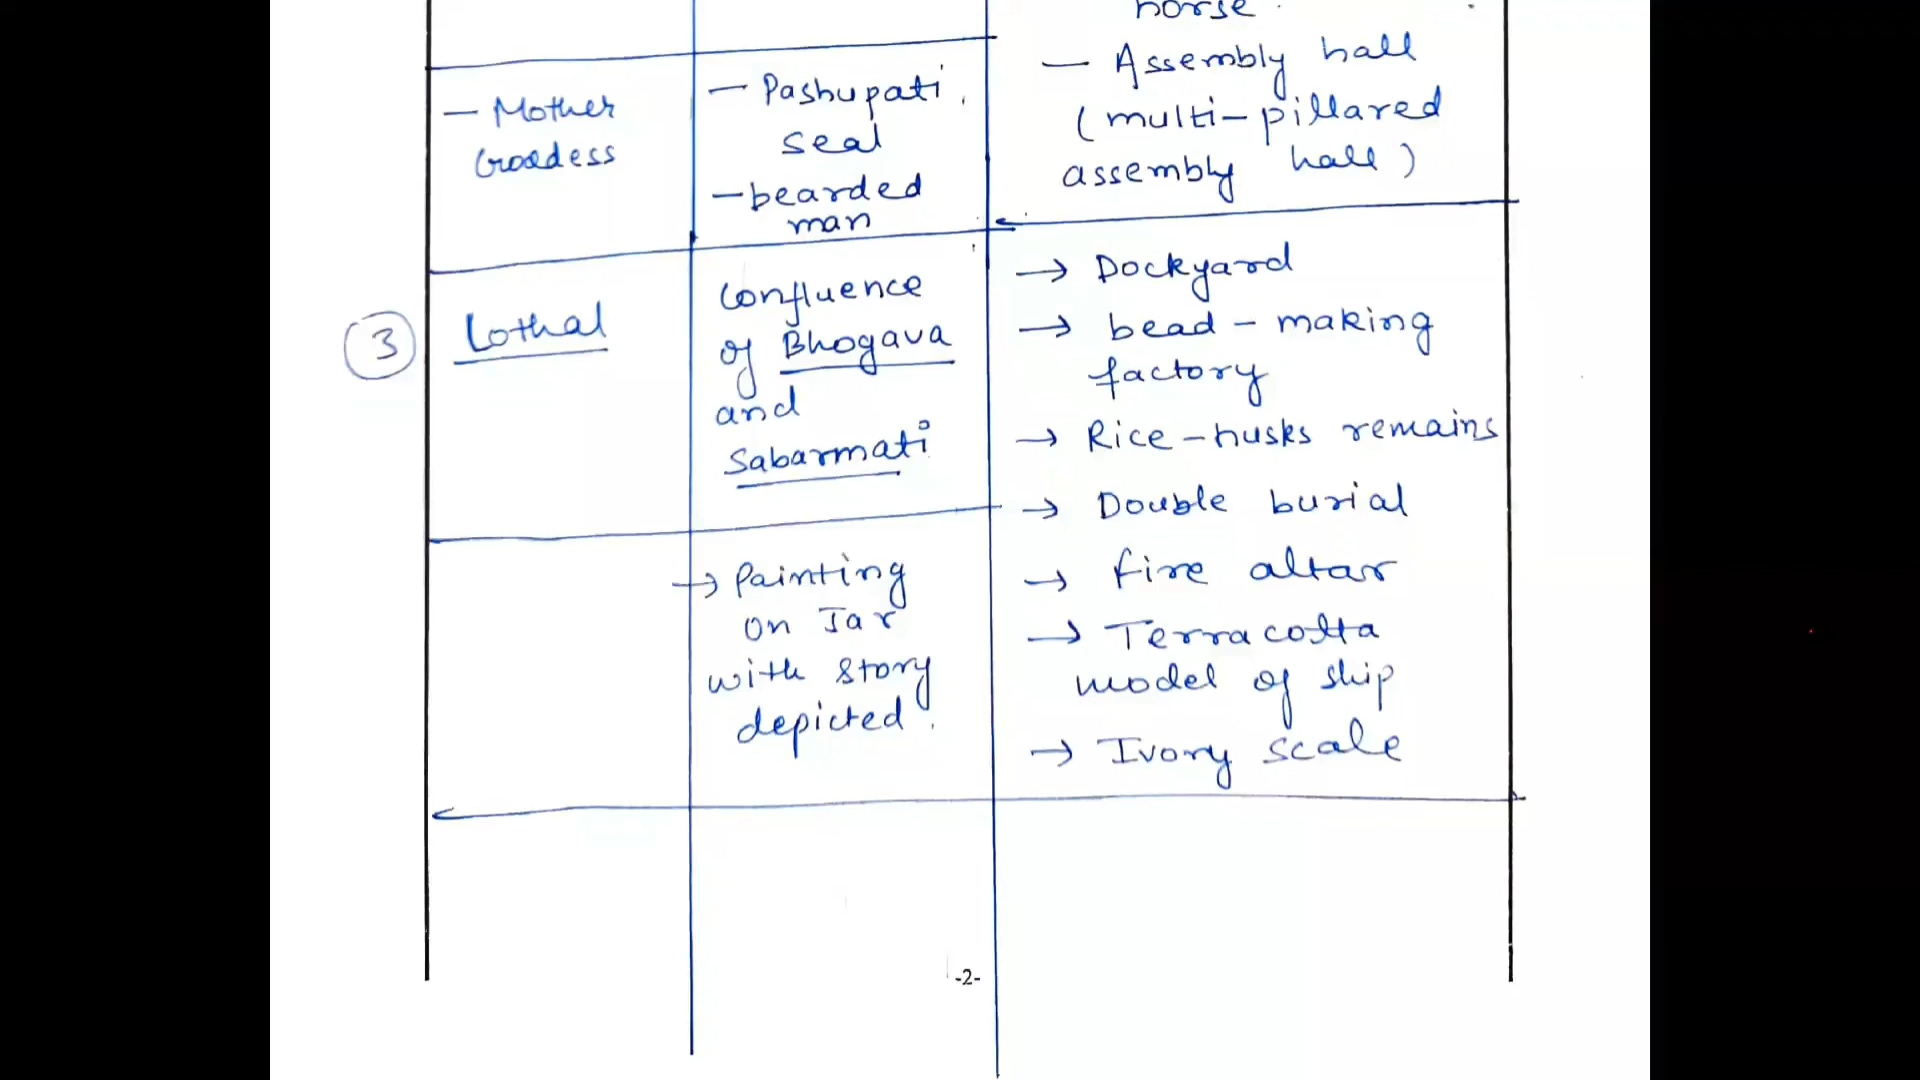 horse.
- Assembly hall
(multi-pillared
assembly hall)
- Mother
Goddess
- Pashupati
seal
- bearded
man
3
Lothal
Confluence
of Bhogava
and
Sabarmati
→ Painting
on Jar
with story
depicted.
→ Dockyard
→ bead-making
factory
→ Rice-husks remains
→ Double burial
→ fire altar
→ Terracotta
model of ship
→ Ivory scale
-2-